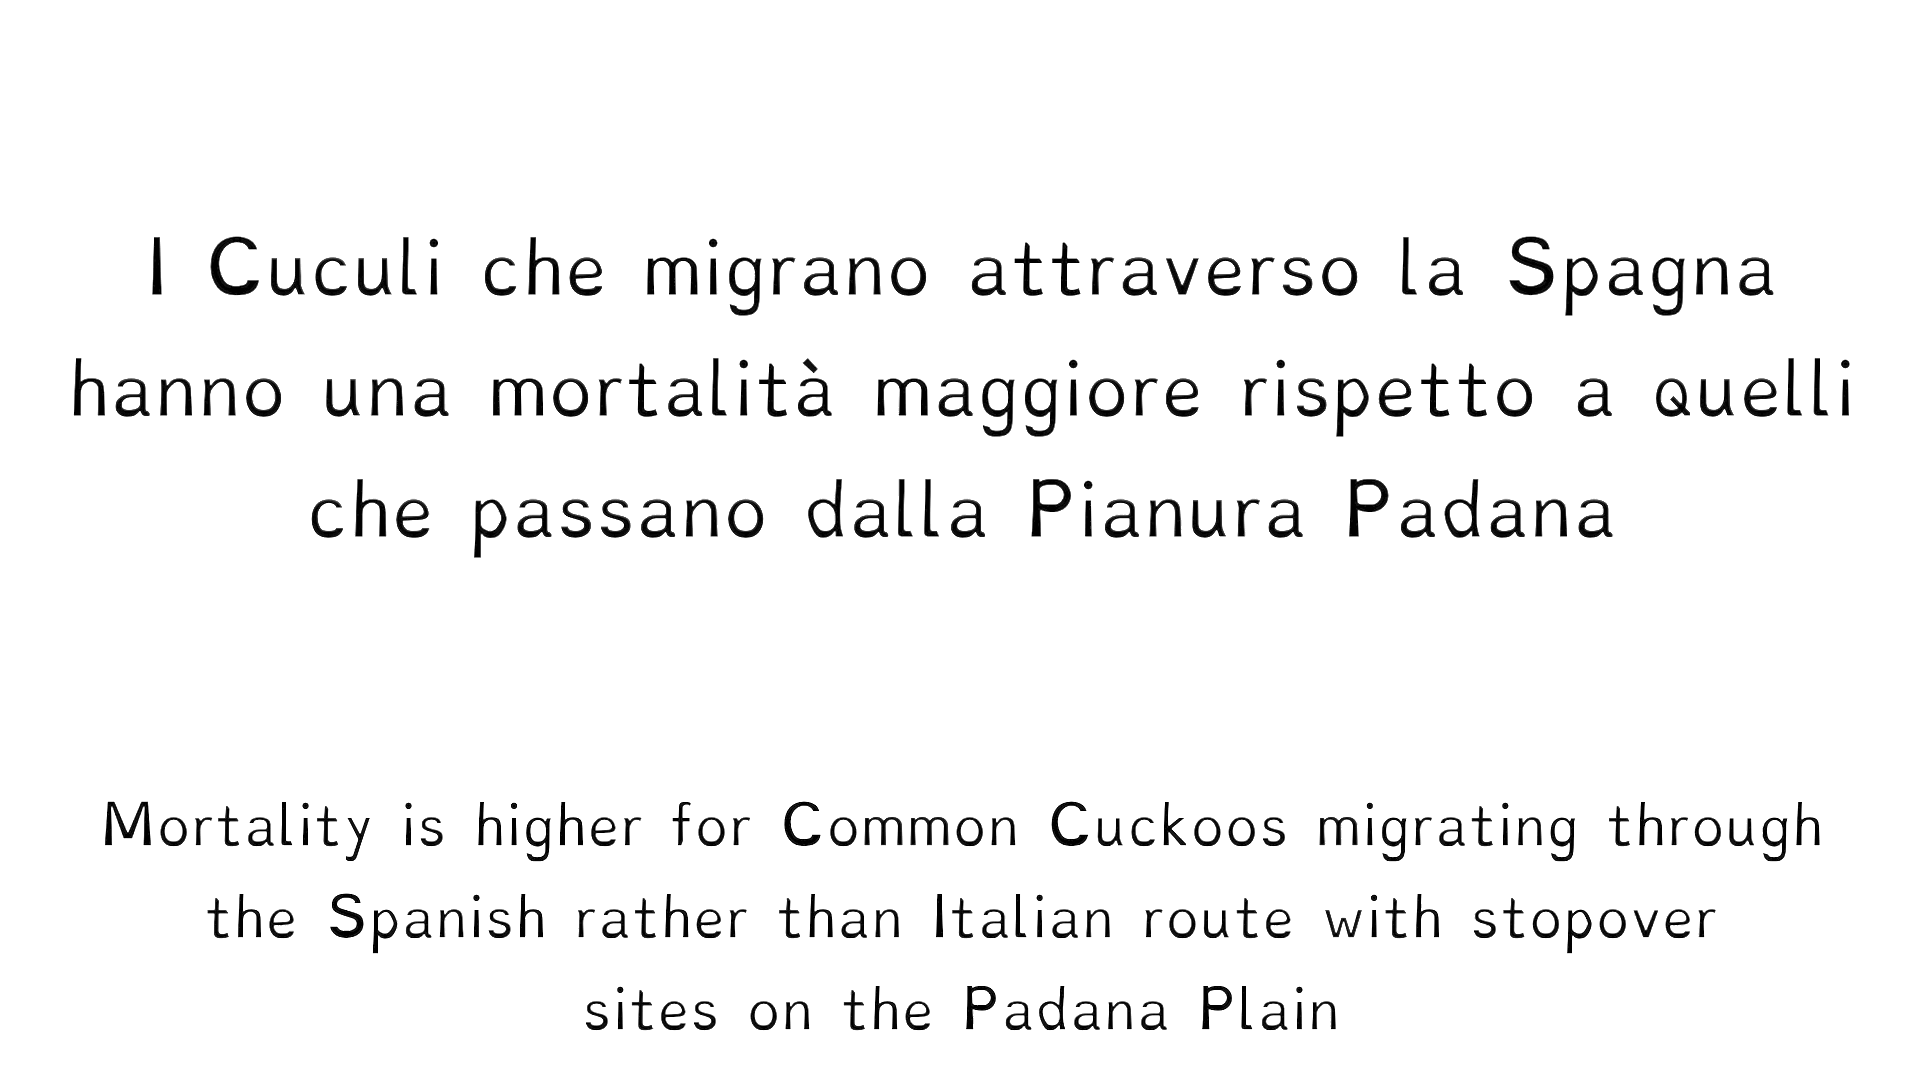 I Cuculi che migrano attraverso la Spagna
hanno una mortalità maggiore rispetto a quelli
che passano dalla Pianura Padana
Mortality is higher for Common Cuckoos migrating through
the Spanish rather than Italian route with stopover
sites on the Padana Plain